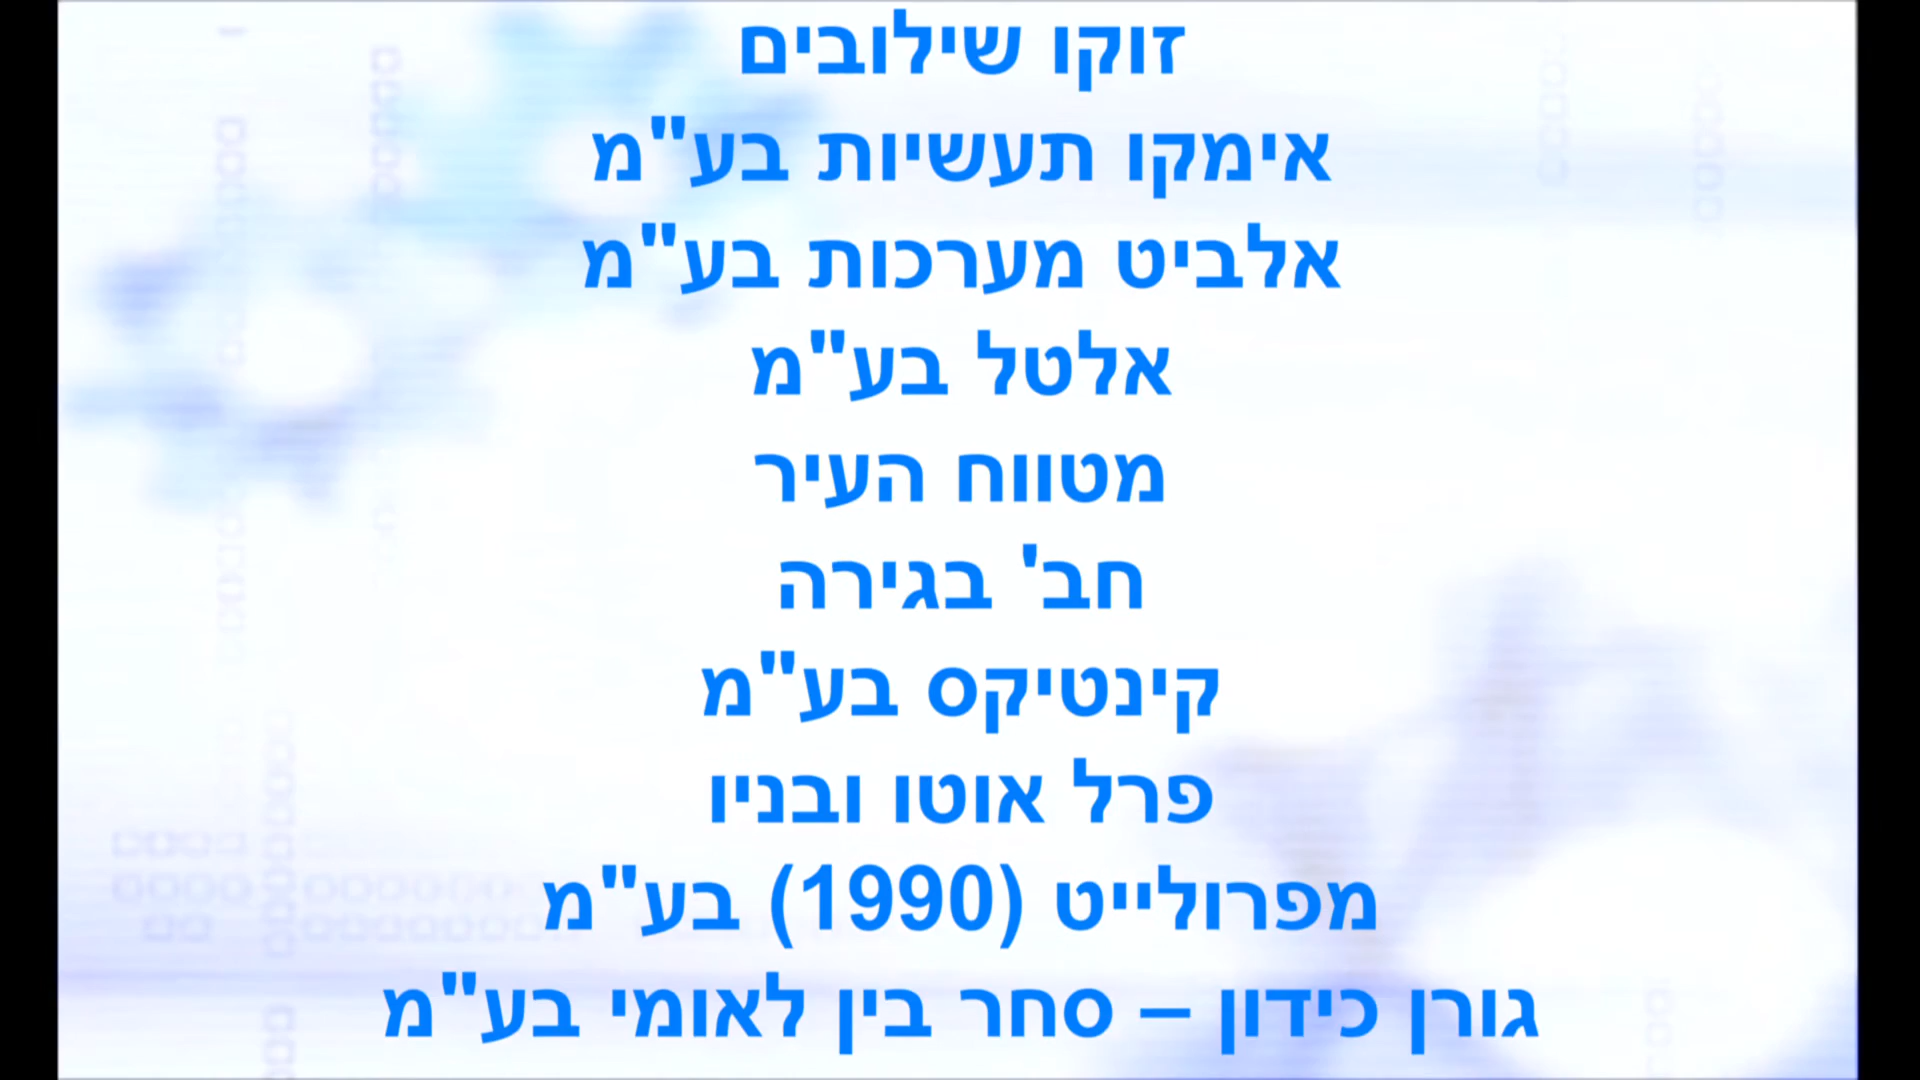 זוקו שילובים
אימקו תעשיות בע"מ
אלביט מערכות בע"מ
אלטל בע"מ
מטווח העיר
חב' בגירה
קינטיקס בע"מ
פרל אוטו ובניו
מפרולייט (1990) בע"מ
גורן כידון – סחר בין לאומי בע"מ